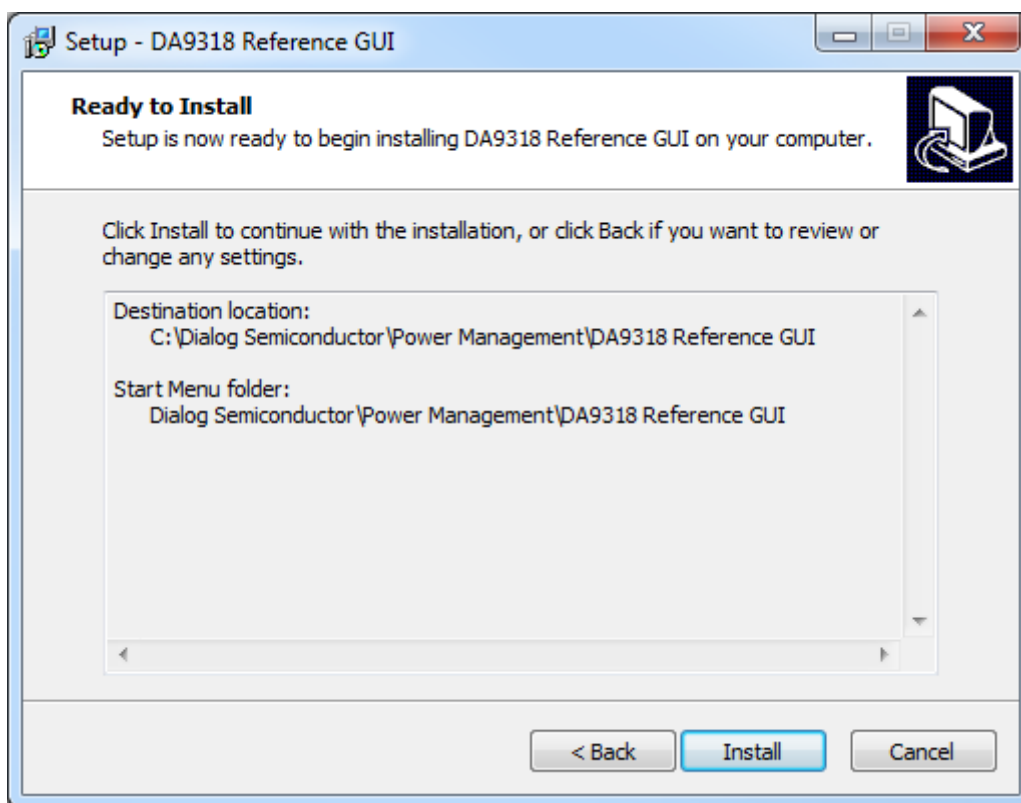 Setup - DA9318 Reference GUI
Ready to Install
Setup is now ready to begin installing DA9318 Reference GUI on your computer.
Click Install to continue with the installation, or click Back if you want to review or
change any settings.
Destination location:
C:\Dialog Semiconductor\Power Management\DA9318 Reference GUI
Start Menu folder:
Dialog Semiconductor\Power Management\DA9318 Reference GUI
< Back
Install
Cancel